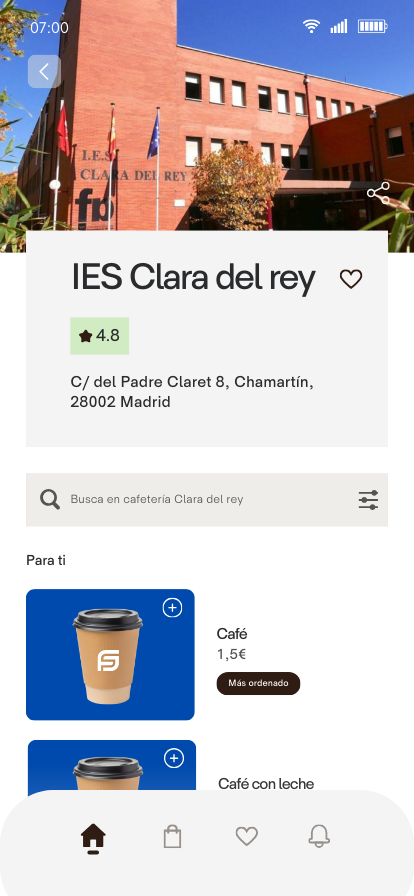 07:00
I.E.S
CLARA DEL REY
fp
IES Clara del rey
4.8
C/ del Padre Claret 8, Chamartín,
28002 Madrid
Busca en cafetería Clara del rey
Para ti
Café
1,5€
Más ordenado
Café con leche